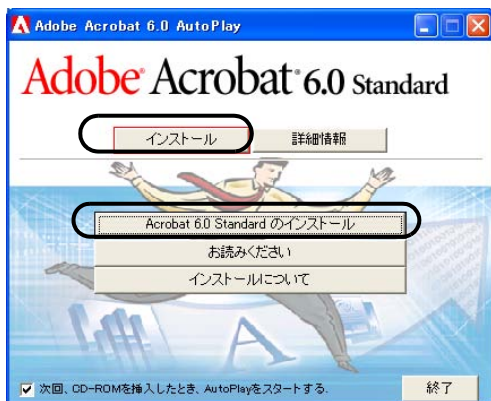 Adobe Acrobat 6.0 AutoPlay
Adobe® Acrobat® 6.0 Standard
インストール
詳細情報
Acrobat 6.0 Standard のインストール
お読みください
インストールについて
次回、CD-ROMを挿入したとき、AutoPlayをスタートする.
終了